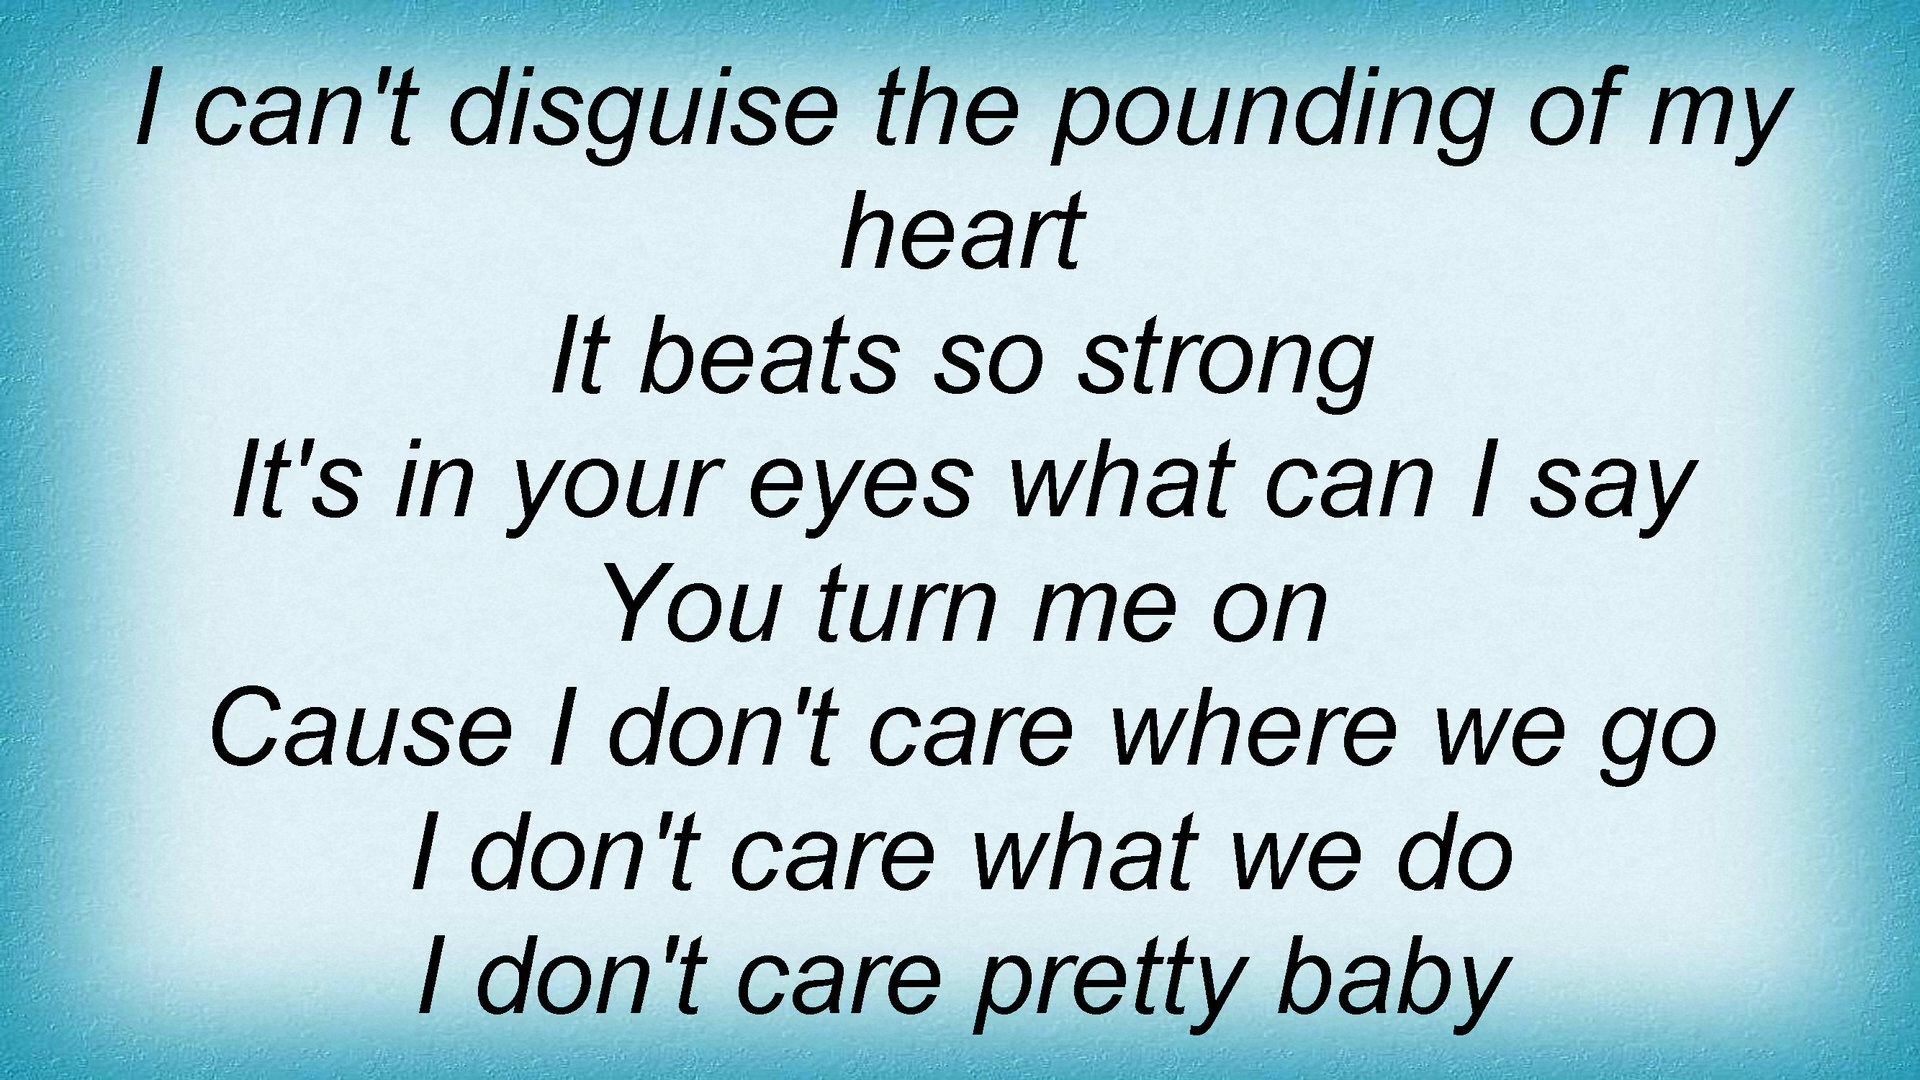 I can't disguise the pounding of my
heart
It beats so strong
It's in your eyes what can I say
You turn me on
Cause I don't care where we go
I don't care what we do
I don't care pretty baby